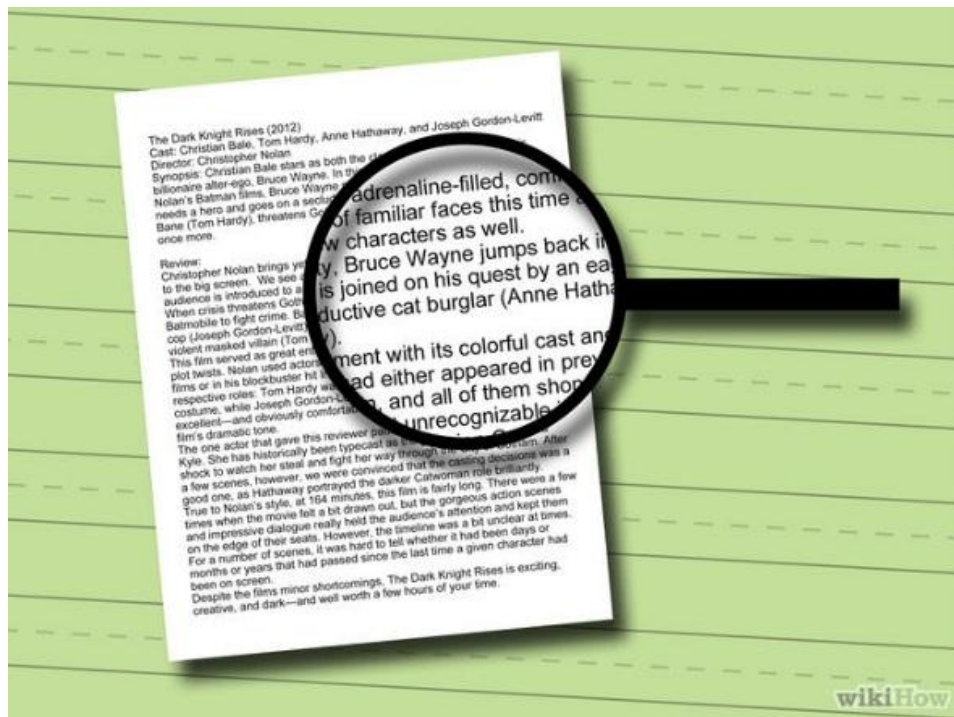 The Dark Knight Rises (2012)
Cast: Christian Bale, Tom Hardy, Anne Hathaway, and Joseph Gordon-Levitt
Director: Christopher Nolan
Synopsis: Christian Bale stars as both the
billionaire alter-ego, Bruce Wayne. In this
Nolan's Batman films, Bruce Wayne
needs a hero and goes on a
Bane (Tom Hardy), threatens
once more.
Review:
Christopher Nolan brings
to the big screen. We see
audience is introduced to a
When crisis threatens
Batmobile to fight crime.
cop (Joseph Gordon-Levitt)
violent masked villain (Tom
This film served as great
plot twists. Nolan used actors
films or in his blockbuster hit
respective roles: Tom Hardy
costume, while Joseph
excellent—and obviously
film's dramatic tone.
The one actor that gave this reviewer
Kyle. She has historically been typecast as
shock to watch her steal and fight her way through the city of Gotham. After
a few scenes, however, we were convinced that the casting decisions was a
good one, as Hathaway portrayed the darker Catwoman role brilliantly.
True to Nolan's style, at 164 minutes, this film is fairly long. There were a few
times when the movie felt a bit drawn out, but the gorgeous action scenes
and impressive dialogue really held the audience's attention and kept them
on the edge of their seats. However, the timeline was a bit unclear at times.
For a number of scenes, it was hard to tell whether it had been days or
months or years that had passed since the last time a given character had
been on screen.
Despite the films minor shortcomings, The Dark Knight Rises is exciting,
creative, and dark—and well worth a few hours of your time.
adrenaline-filled,
of familiar faces this time
characters as well.
Bruce Wayne jumps back
is joined on his quest by an
cat burglar (Anne
with its colorful cast
either appeared in
and all of them
unrecognizable
wikiHow